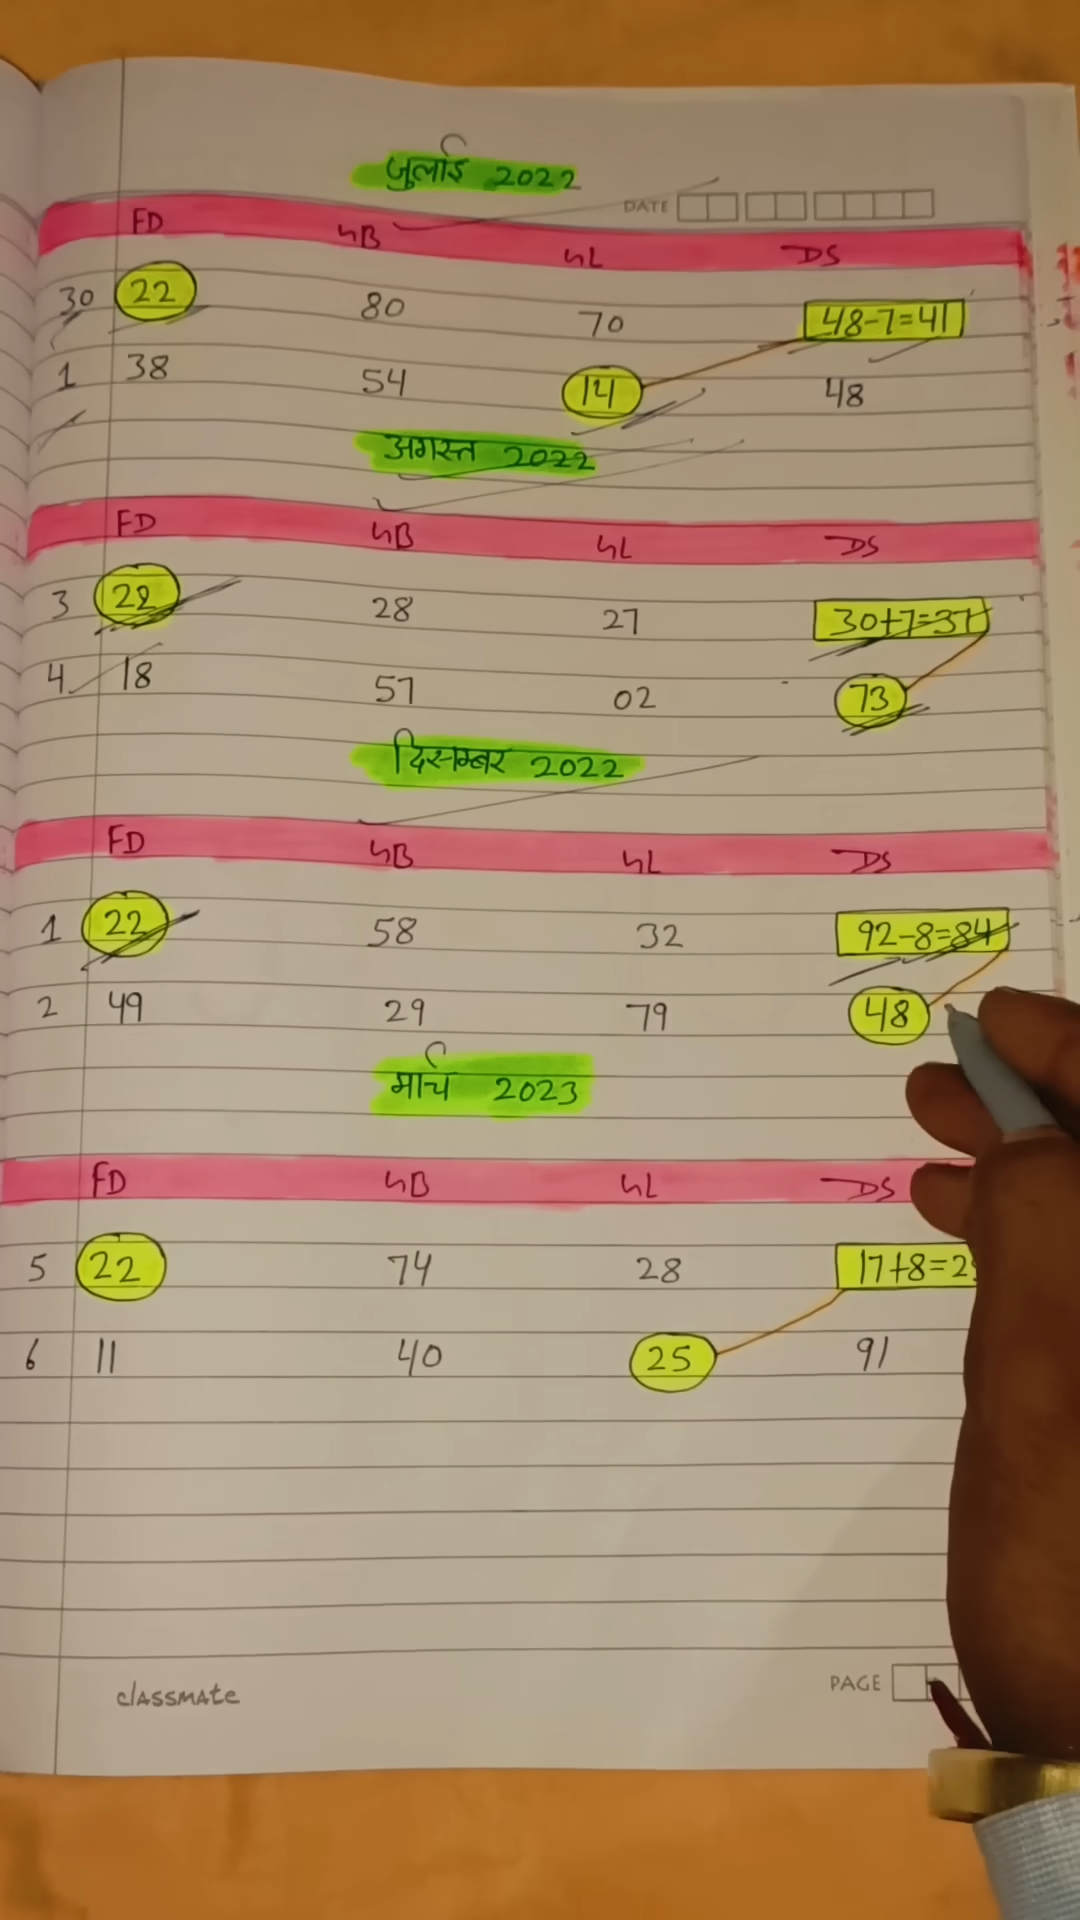 जुलाई 2022
DATE
FD GB GL DS
30 22 80 70 48-7=41
1 38 54 14 48
अगस्त 2022
FD GB GL DS
3 22 28 27 30+7=37
4 18 57 02 73
दिसम्बर 2022
FD GB GL DS
1 22 58 32 92-8=84
2 49 29 79 48
मार्च 2023
FD GB GL DS
5 22 74 28 17+8=2
6 11 40 25 91
classmate
PAGE